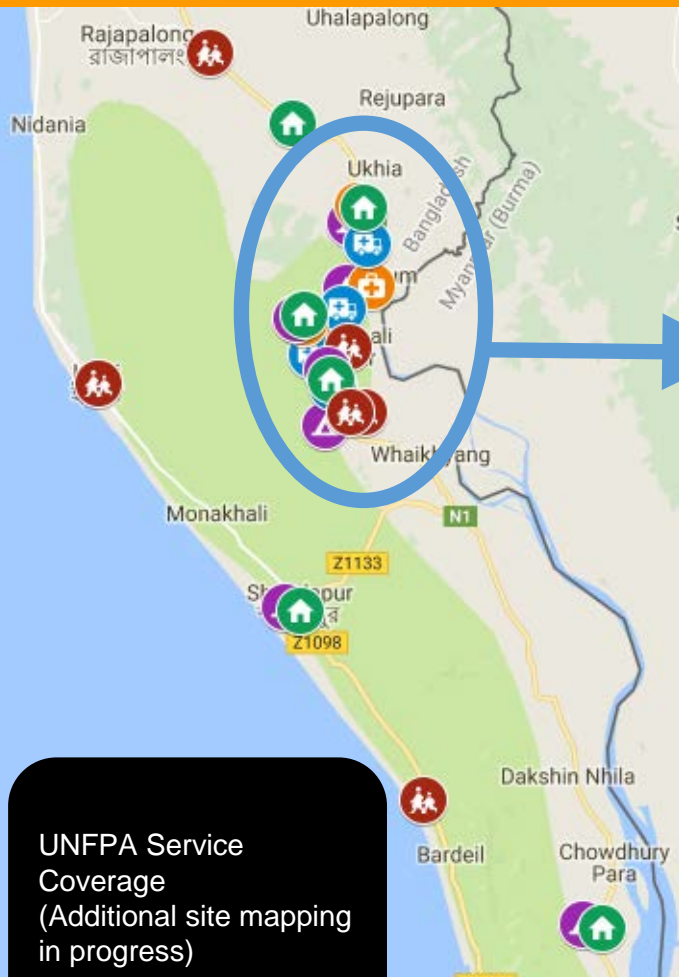 Uhalapalong
Rajapalong
রাজাপালং
Rejupara
Nidania
Ukhia
Bangladesh
Myanmar (Burma)
Whaikhyang
N1
Monakhali
Z1133
Z1098
Dakshin Nhila
Bardeil
Chowdhury
Para
UNFPA Service
Coverage
(Additional site mapping
in progress)